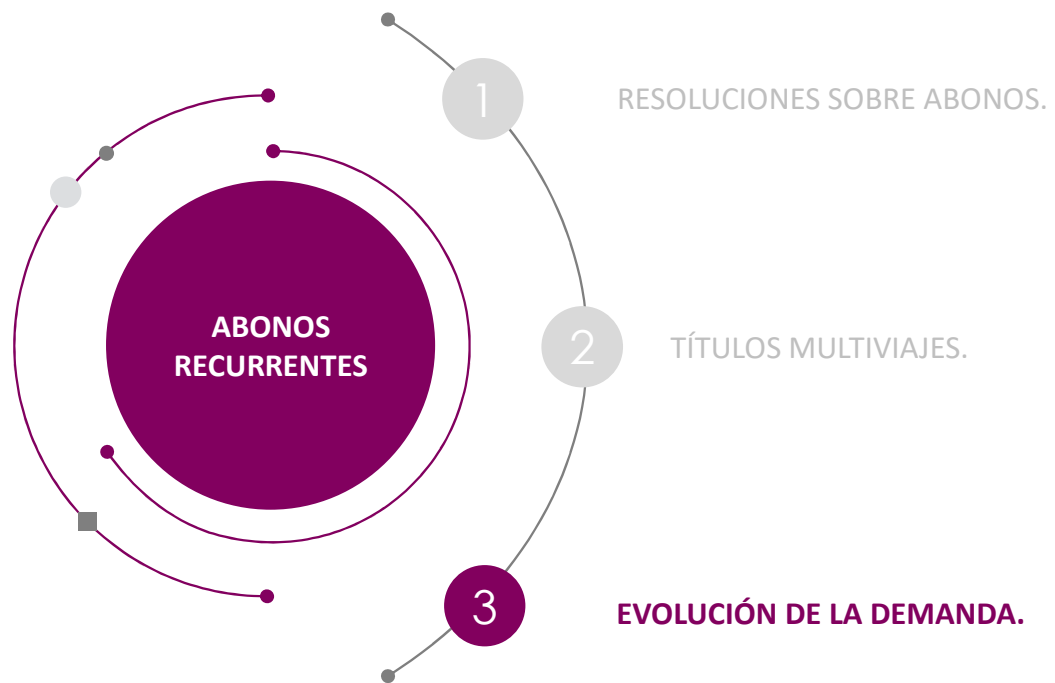 ABONOS
RECURRENTES
1
RESOLUCIONES SOBRE ABONOS.
2
TÍTULOS MULTIVIAJES.
3
EVOLUCIÓN DE LA DEMANDA.